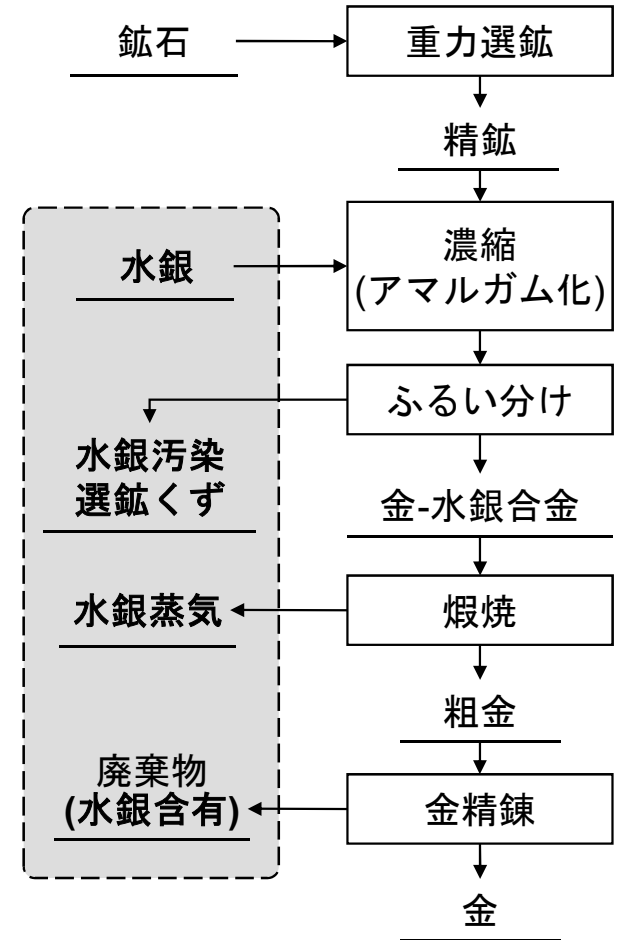 鉱石
重力選鉱
精鉱
水銀
濃縮
(アマルガム化)
ふるい分け
水銀汚染
選鉱くず
金-水銀合金
水銀蒸気
煆焼
粗金
廃棄物
(水銀含有)
金精錬
金